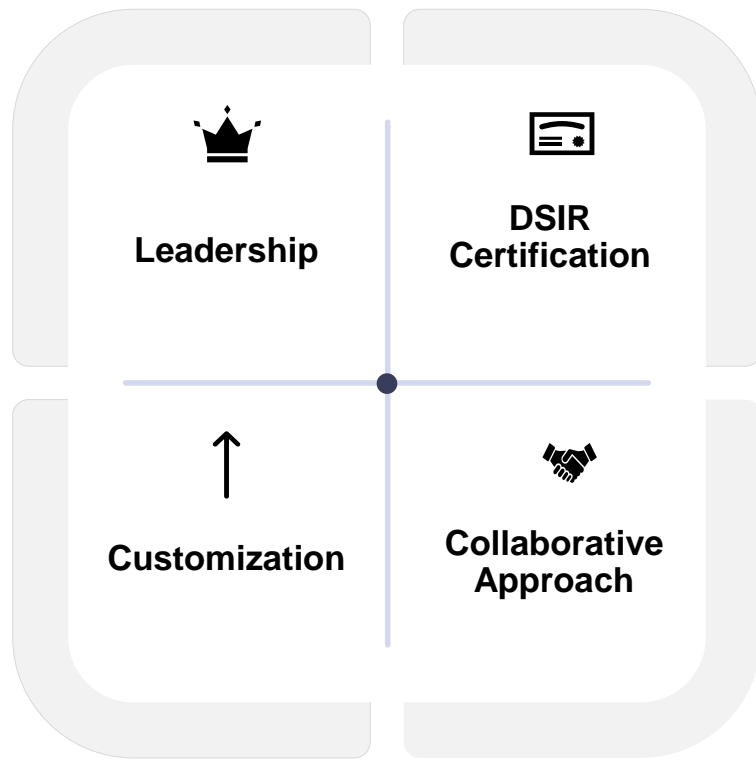 Leadership
DSIR
Certification
Customization
Collaborative
Approach